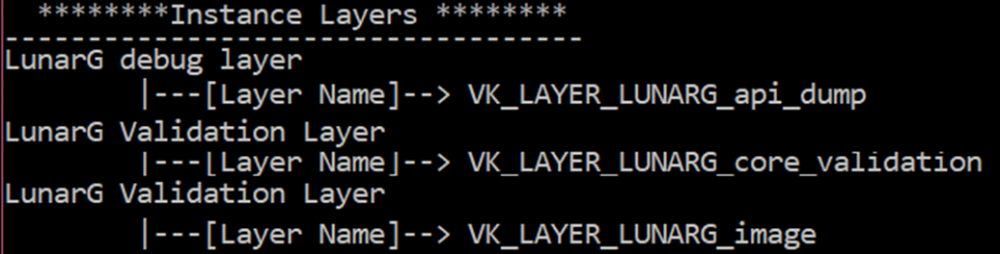 ********Instance Layers ********
-----------------------------------
LunarG debug layer
|---[Layer Name]--> VK_LAYER_LUNARG_api_dump
LunarG Validation Layer
|---[Layer Name]--> VK_LAYER_LUNARG_core_validation
LunarG Validation Layer
|---[Layer Name]--> VK_LAYER_LUNARG_image